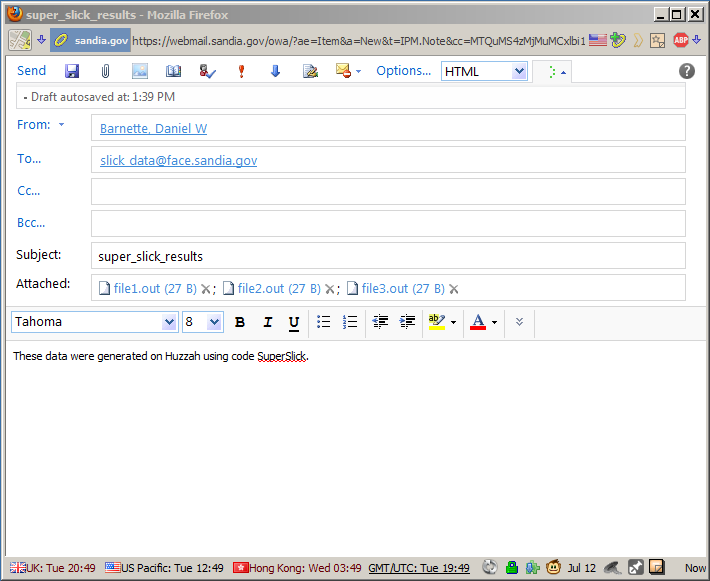 super_slick_results - Mozilla Firefox
sandia.gov https://webmail.sandia.gov/owa/?ae=Item&a=New&t=IPM.Note&cc=MTQuMS4zMjMuMCxlbi1 ABP
Send Options... HTML
- Draft autosaved at: 1:39 PM
From: Barnette, Daniel W
To... slick_data@face.sandia.gov
Cc...
Bcc...
Subject: super_slick_results
Attached: file1.out (27 B) ; file2.out (27 B) ; file3.out (27 B)
Tahoma 8 B I U ab A
These data were generated on Huzzah using code SuperSlick.
UK: Tue 20:49 US Pacific: Tue 12:49 Hong Kong: Wed 03:49 GMT/UTC: Tue 19:49 Jul 12 Now